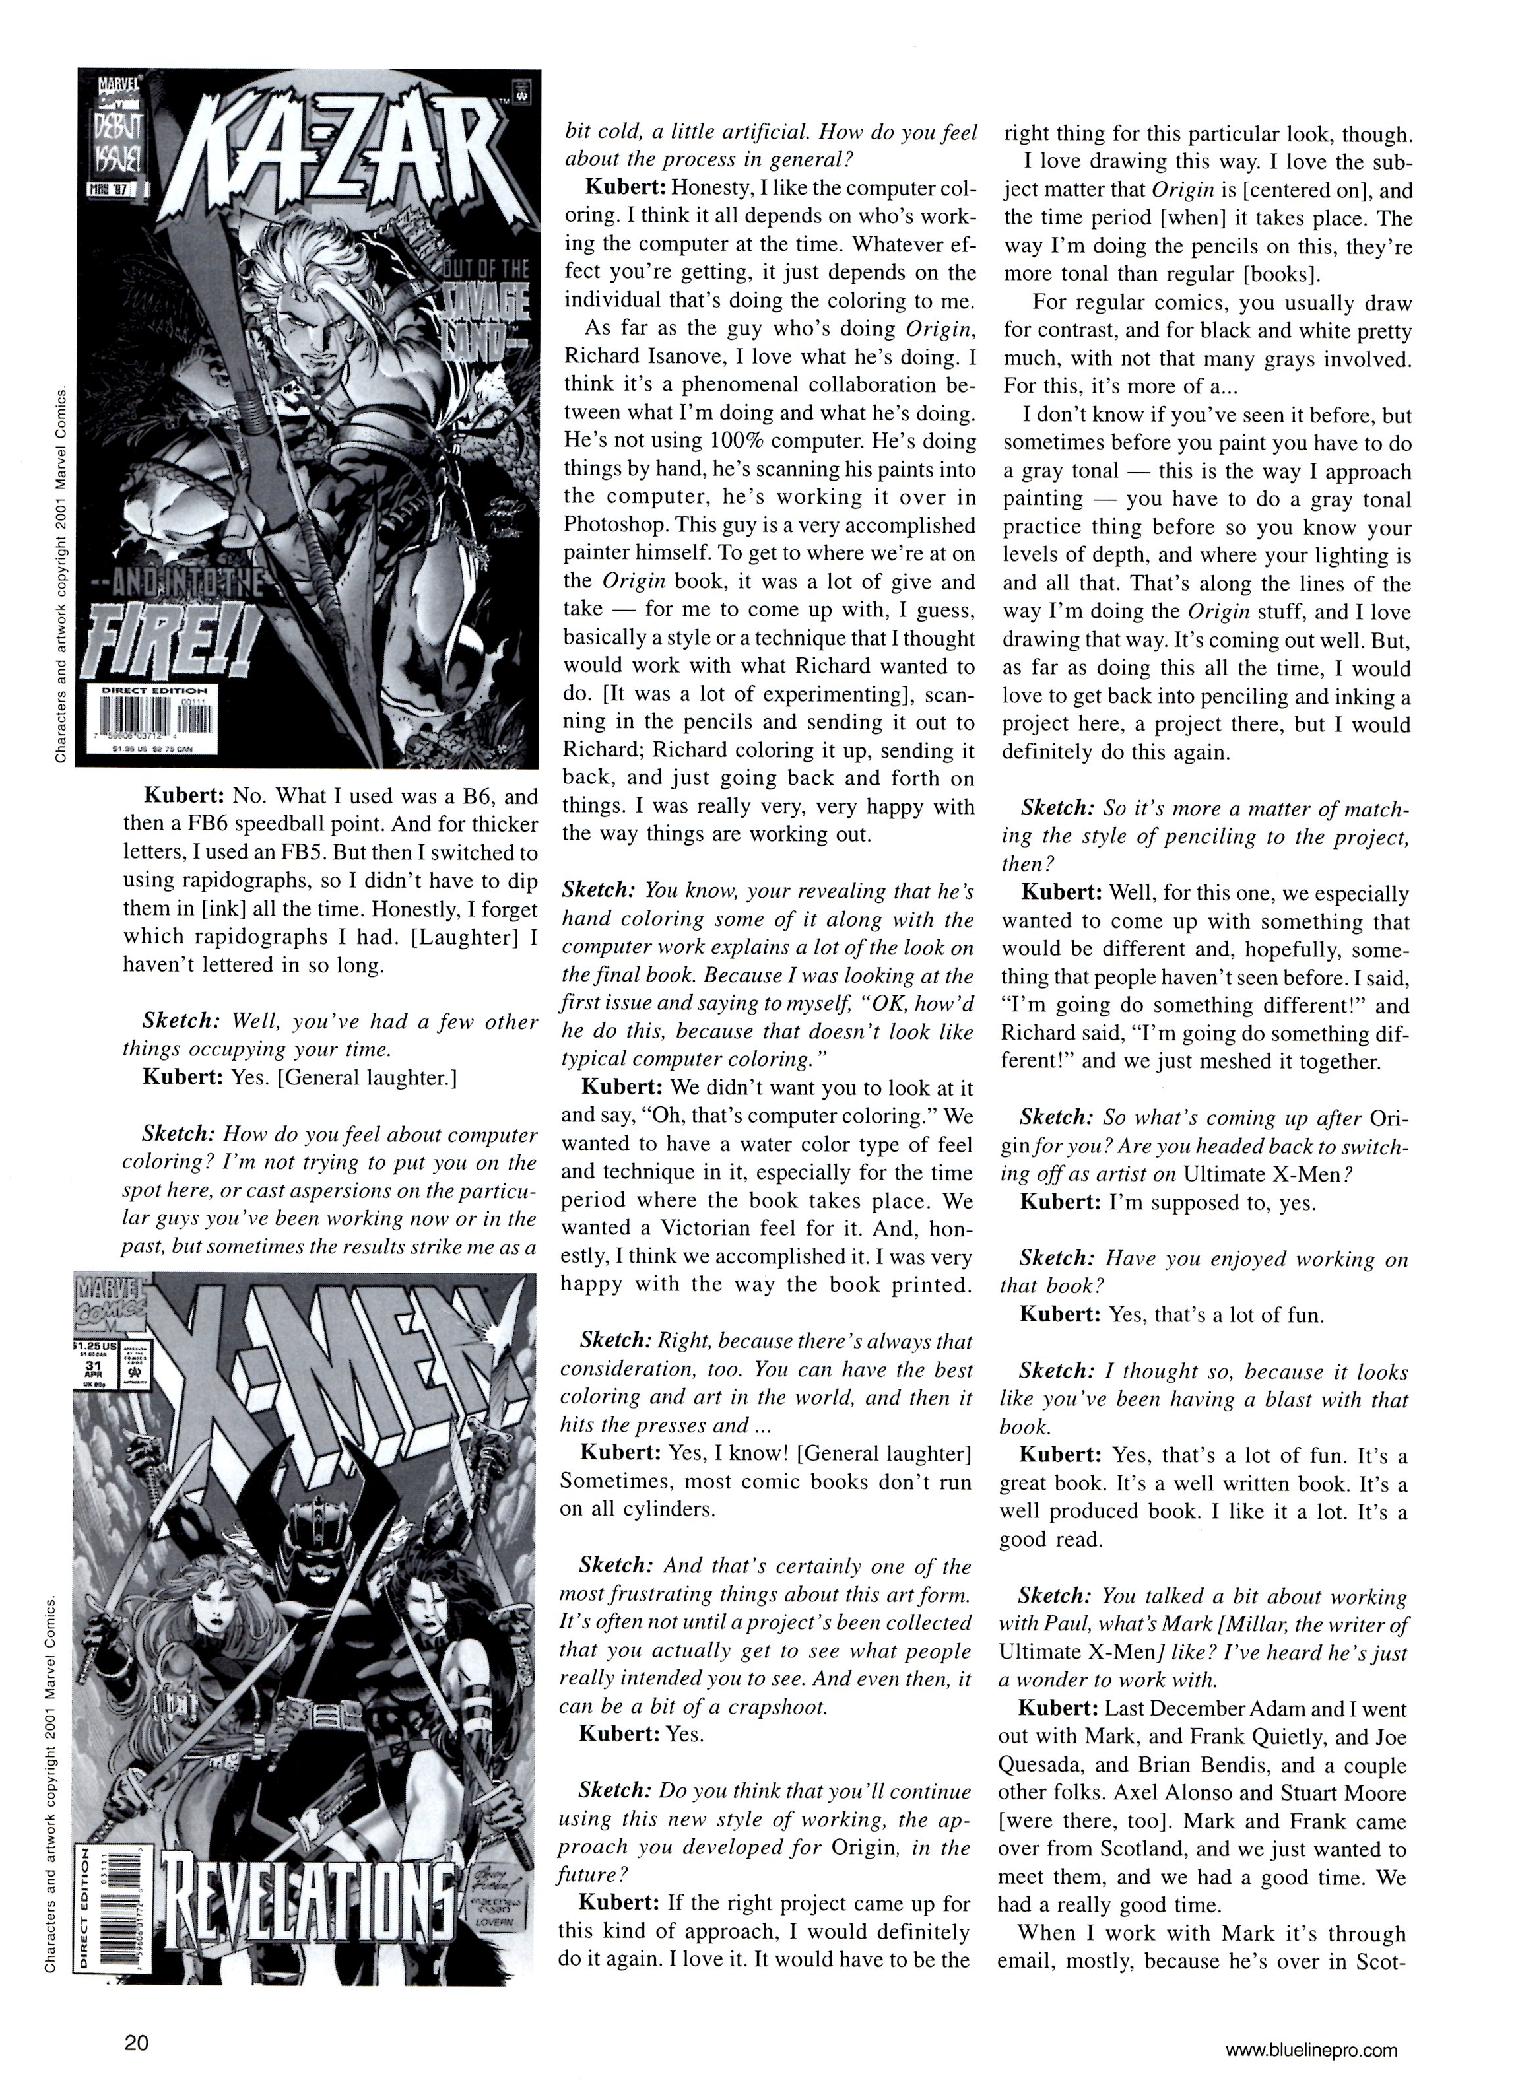 MARVEL
COMICS
DEBUT
ISSUE!
MAY '97 1
KA-ZAR
TM
OUT OF THE
SAVAGE
LAND--
--AND INTO THE
FIRE!!
DIRECT EDITION
00111
7 59606 03712 4
$1.95 US $2.75 CAN
Characters and artwork copyright 2001 Marvel Comics.
Kubert: No. What I used was a B6, and
then a FB6 speedball point. And for thicker
letters, I used an FB5. But then I switched to
using rapidographs, so I didn't have to dip
them in [ink] all the time. Honestly, I forget
which rapidographs I had. [Laughter] I
haven't lettered in so long.
Sketch: Well, you've had a few other
things occupying your time.
Kubert: Yes. [General laughter.]
Sketch: How do you feel about computer
coloring? I'm not trying to put you on the
spot here, or cast aspersions on the particu-
lar guys you've been working now or in the
past, but sometimes the results strike me as a
MARVEL
COMICS
$1.25 US
31
APR
X-MEN
REVELATIONS
LOVERN
DIRECT EDITION
03111
Characters and artwork copyright 2001 Marvel Comics.
bit cold, a little artificial. How do you feel
about the process in general?
Kubert: Honesty, I like the computer col-
oring. I think it all depends on who's work-
ing the computer at the time. Whatever ef-
fect you're getting, it just depends on the
individual that's doing the coloring to me.
As far as the guy who's doing Origin,
Richard Isanove, I love what he's doing. I
think it's a phenomenal collaboration be-
tween what I'm doing and what he's doing.
He's not using 100% computer. He's doing
things by hand, he's scanning his paints into
the computer, he's working it over in
Photoshop. This guy is a very accomplished
painter himself. To get to where we're at on
the Origin book, it was a lot of give and
take — for me to come up with, I guess,
basically a style or a technique that I thought
would work with what Richard wanted to
do. [It was a lot of experimenting], scan-
ning in the pencils and sending it out to
Richard; Richard coloring it up, sending it
back, and just going back and forth on
things. I was really very, very happy with
the way things are working out.
Sketch: You know, your revealing that he's
hand coloring some of it along with the
computer work explains a lot of the look on
the final book. Because I was looking at the
first issue and saying to myself, "OK, how'd
he do this, because that doesn't look like
typical computer coloring."
Kubert: We didn't want you to look at it
and say, "Oh, that's computer coloring." We
wanted to have a water color type of feel
and technique in it, especially for the time
period where the book takes place. We
wanted a Victorian feel for it. And, hon-
estly, I think we accomplished it. I was very
happy with the way the book printed.
Sketch: Right, because there's always that
consideration, too. You can have the best
coloring and art in the world, and then it
hits the presses and ...
Kubert: Yes, I know! [General laughter]
Sometimes, most comic books don't run
on all cylinders.
Sketch: And that's certainly one of the
most frustrating things about this art form.
It's often not until a project's been collected
that you actually get to see what people
really intended you to see. And even then, it
can be a bit of a crapshoot.
Kubert: Yes.
Sketch: Do you think that you'll continue
using this new style of working, the ap-
proach you developed for Origin, in the
future?
Kubert: If the right project came up for
this kind of approach, I would definitely
do it again. I love it. It would have to be the
right thing for this particular look, though.
I love drawing this way. I love the sub-
ject matter that Origin is [centered on], and
the time period [when] it takes place. The
way I'm doing the pencils on this, they're
more tonal than regular [books].
For regular comics, you usually draw
for contrast, and for black and white pretty
much, with not that many grays involved.
For this, it's more of a...
I don't know if you've seen it before, but
sometimes before you paint you have to do
a gray tonal — this is the way I approach
painting — you have to do a gray tonal
practice thing before so you know your
levels of depth, and where your lighting is
and all that. That's along the lines of the
way I'm doing the Origin stuff, and I love
drawing that way. It's coming out well. But,
as far as doing this all the time, I would
love to get back into penciling and inking a
project here, a project there, but I would
definitely do this again.
Sketch: So it's more a matter of match-
ing the style of penciling to the project,
then?
Kubert: Well, for this one, we especially
wanted to come up with something that
would be different and, hopefully, some-
thing that people haven't seen before. I said,
"I'm going do something different!" and
Richard said, "I'm going do something dif-
ferent!" and we just meshed it together.
Sketch: So what's coming up after Ori-
gin for you? Are you headed back to switch-
ing off as artist on Ultimate X-Men?
Kubert: I'm supposed to, yes.
Sketch: Have you enjoyed working on
that book?
Kubert: Yes, that's a lot of fun.
Sketch: I thought so, because it looks
like you've been having a blast with that
book.
Kubert: Yes, that's a lot of fun. It's a
great book. It's a well written book. It's a
well produced book. I like it a lot. It's a
good read.
Sketch: You talked a bit about working
with Paul, what's Mark [Millar, the writer of
Ultimate X-Men] like? I've heard he's just
a wonder to work with.
Kubert: Last December Adam and I went
out with Mark, and Frank Quietly, and Joe
Quesada, and Brian Bendis, and a couple
other folks. Axel Alonso and Stuart Moore
[were there, too]. Mark and Frank came
over from Scotland, and we just wanted to
meet them, and we had a good time. We
had a really good time.
When I work with Mark it's through
email, mostly, because he's over in Scot-
20
www.bluelinepro.com